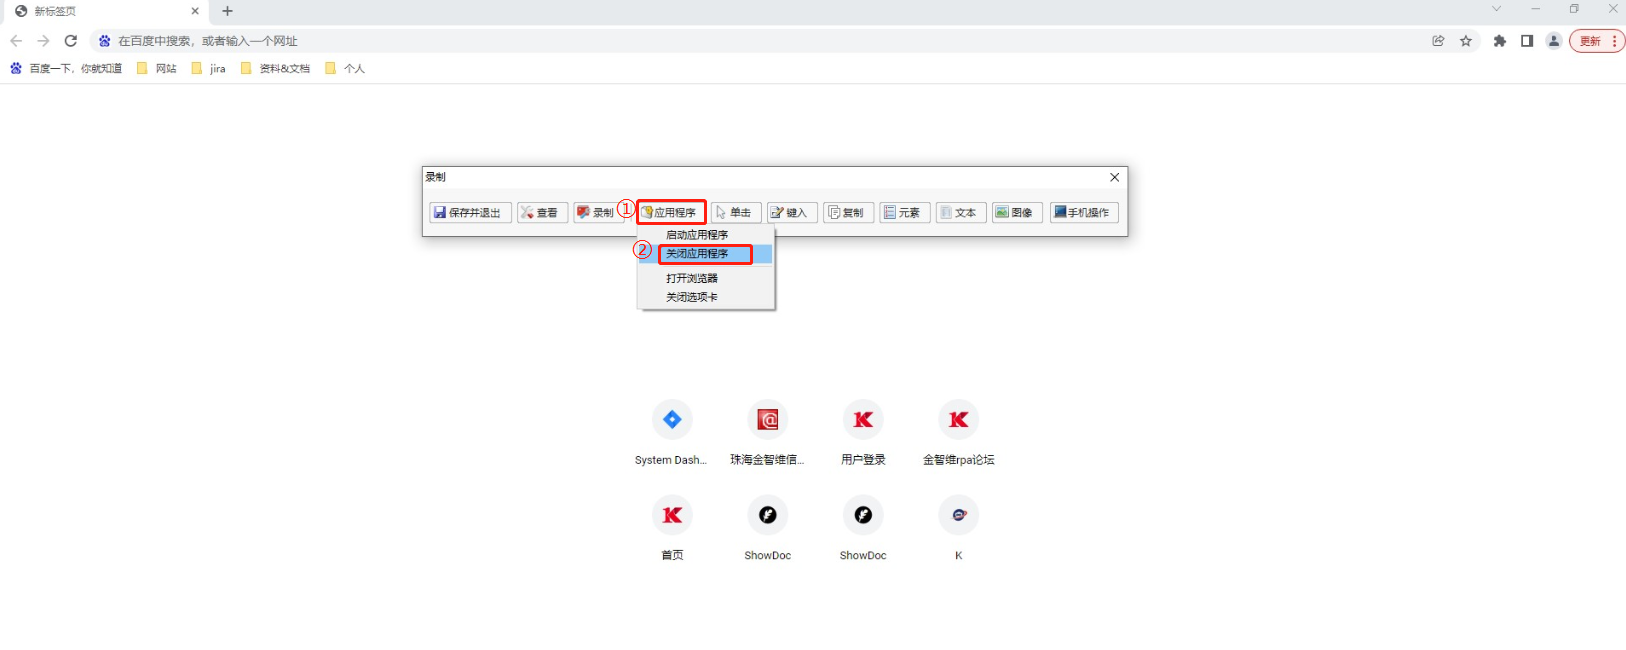 新标签页
在百度中搜索，或者输入一个网址
更新
百度一下，你就知道 网站 jira 资料&文档 个人
录制
保存并退出 查看 录制 ① 应用程序 单击 键入 复制 元素 文本 图像 手机操作
启动应用程序
② 关闭应用程序
打开浏览器
关闭选项卡
System Dash... 珠海金智维信... 用户登录 金智维rpa论坛
首页 ShowDoc ShowDoc K